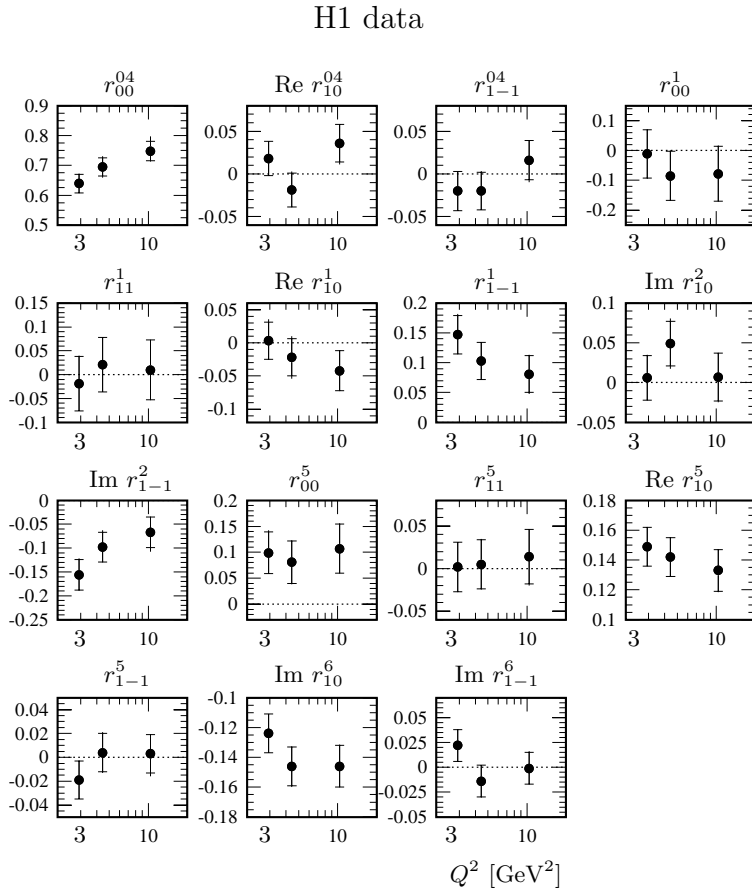 H1 data
r^{04}_{00} Re r^{04}_{10} r^{04}_{1-1} r^{1}_{00}
0.9 0.8 0.7 0.6 0.5 3 10
0.05 0 -0.05 3 10
0.05 0 -0.05 3 10
0.1 0 -0.1 -0.2 3 10
r^{1}_{11} Re r^{1}_{10} r^{1}_{1-1} Im r^{2}_{10}
0.15 0.1 0.05 0 -0.05 -0.1 3 10
0.05 0 -0.05 -0.1 3 10
0.2 0.15 0.1 0.05 0 3 10
0.1 0.05 0 -0.05 3 10
Im r^{2}_{1-1} r^{5}_{00} r^{5}_{11} Re r^{5}_{10}
0 -0.05 -0.1 -0.15 -0.2 -0.25 3 10
0.2 0.15 0.1 0.05 0 3 10
0.05 0 -0.05 3 10
0.18 0.16 0.14 0.12 0.1 3 10
r^{5}_{1-1} Im r^{6}_{10} Im r^{6}_{1-1}
0.04 0.02 0 -0.02 -0.04 3 10
-0.1 -0.12 -0.14 -0.16 -0.18 3 10
0.05 0.025 0 -0.025 -0.05 3 10
Q^2 [GeV^2]